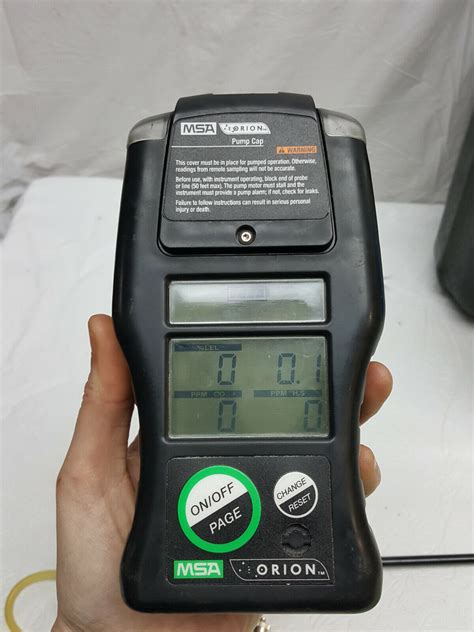 MSA ORION™
Pump Cap
WARNING
This cover must be in place for pumped operation. Otherwise,
readings from remote sampling will not be accurate.
Before use, with instrument operating, block end of probe
or line (50 feet max). The pump motor must stall and the
instrument must provide a pump alarm; if not, check for leaks.
Failure to follow instructions can result in serious personal
injury or death.
%LEL
0 0.1
PPM CO PPM H₂S
0 0
ON/OFF
PAGE
CHANGE
RESET
MSA ORION™